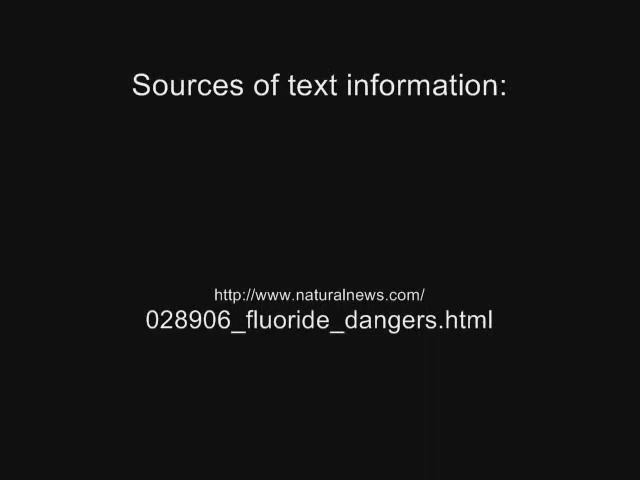 Sources of text information:
http://www.naturalnews.com/
028906_fluoride_dangers.html